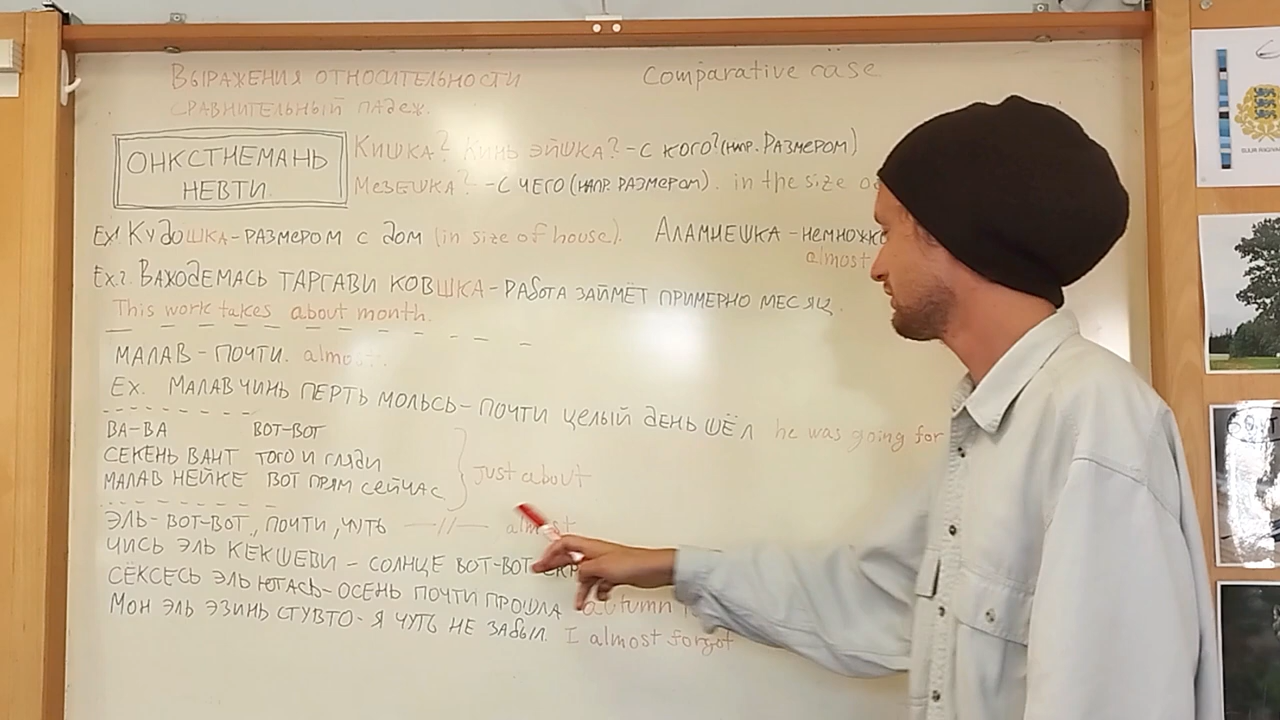 Выражения относительности Comparative case
сравнительный падеж.
ОНКСТНЕМАНЬ
НЕВТИ
Кишка? Кинь эйшка? - с кого? (напр. Размером)
Мезешка? - с чего (напр. размером). in the size
Ex1 Кудошка - размером с дом (in size of house). Аламнешка - немножко
almost
Ex.2. Важодемась таргави ковшка - работа займёт примерно месяц.
This work takes about month.
Малав - почти. almost.
Ex. Малав чинь перть мольсь - почти целый день шёл he was going for
Ва-ва вот-вот
Секень вант того и гляди
Малав нейке вот прям сейчас
just about
Эль - вот-вот, почти, чуть —//— almost
Чись эль кекшеви - солнце вот-вот
Сёксесь эль ютась - осень почти прошла autumn
Мон эль эзинь стувто - я чуть не забыл. I almost forgot